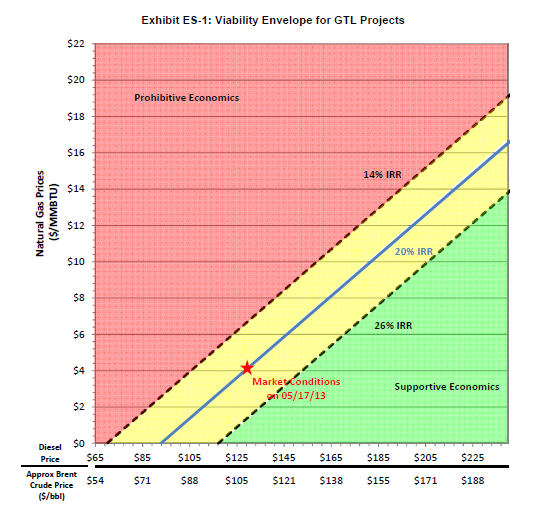 Exhibit ES-1: Viability Envelope for GTL Projects
Natural Gas Prices
($/MMBTU)
$22
$20
$18
$16
$14
$12
$10
$8
$6
$4
$2
$0
Prohibitive Economics
14% IRR
20% IRR
26% IRR
Market Conditions
on 05/17/13
Supportive Economics
Diesel
Price
$65 $85 $105 $125 $145 $165 $185 $205 $225
Approx Brent
Crude Price
($/bbl)
$54 $71 $88 $105 $121 $138 $155 $171 $188